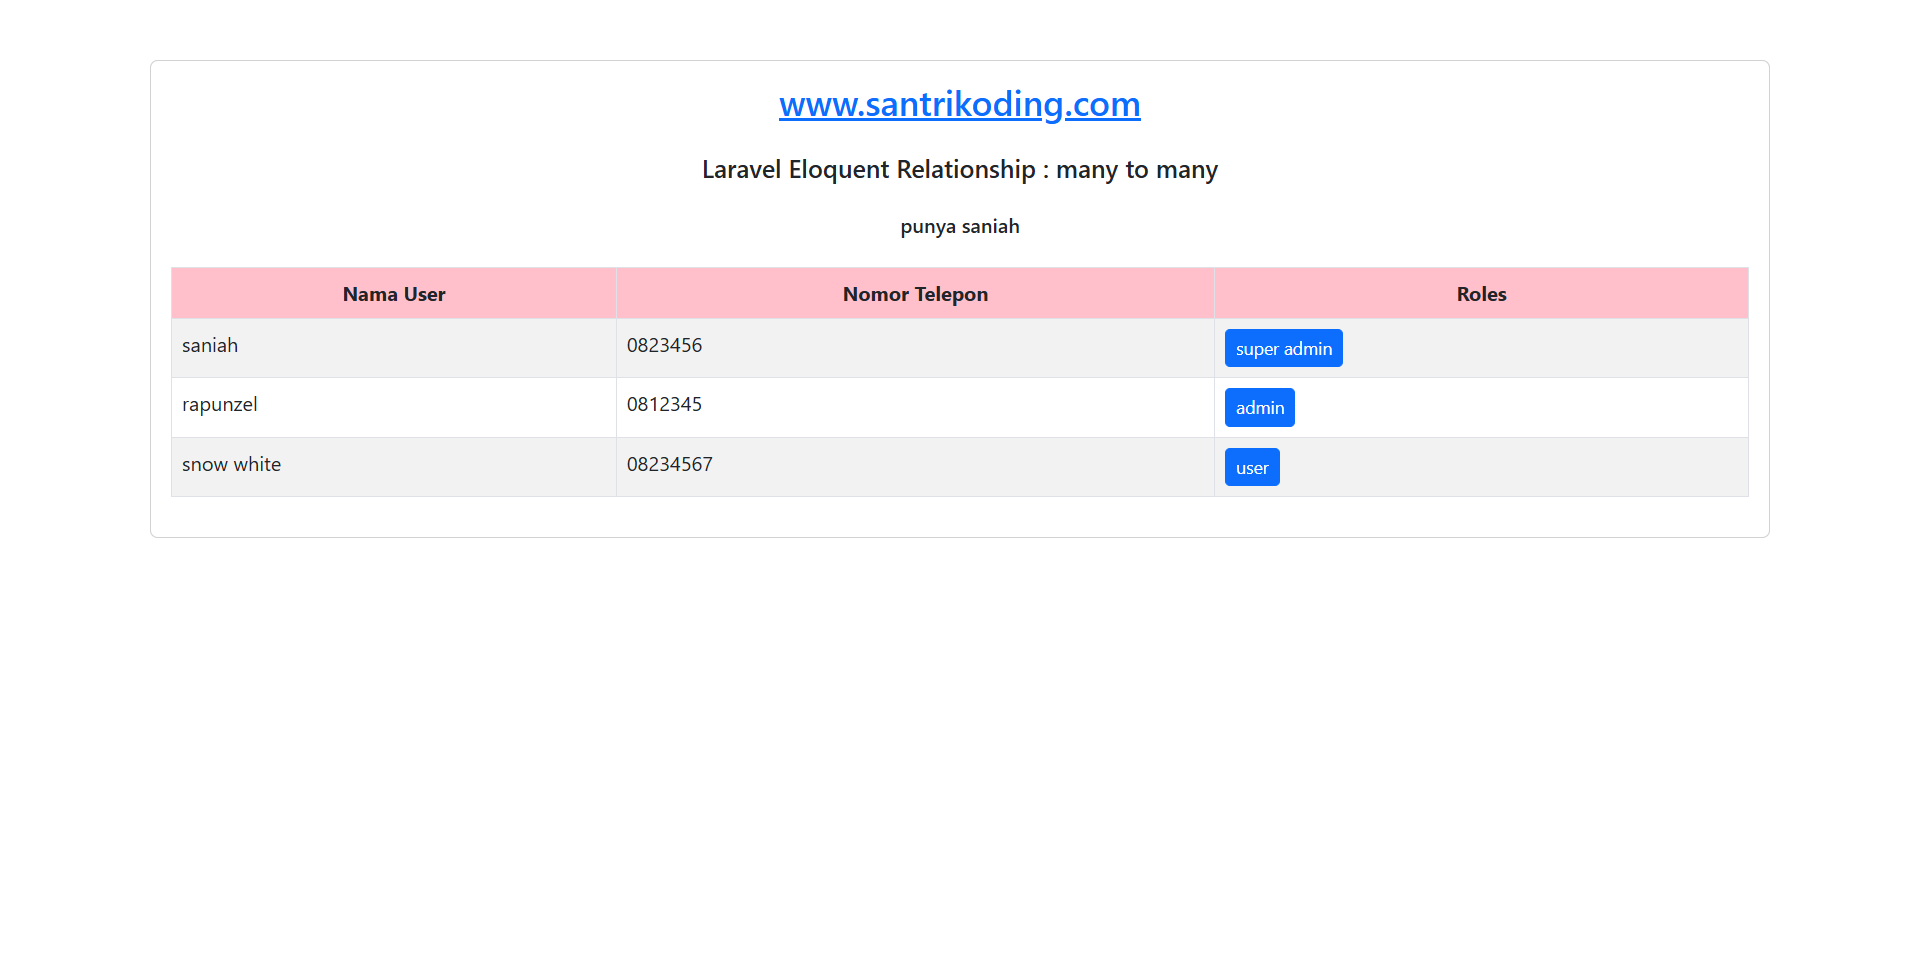 www.santrikoding.com
Laravel Eloquent Relationship : many to many
punya saniah
Nama User Nomor Telepon Roles
saniah 0823456 super admin
rapunzel 0812345 admin
snow white 08234567 user